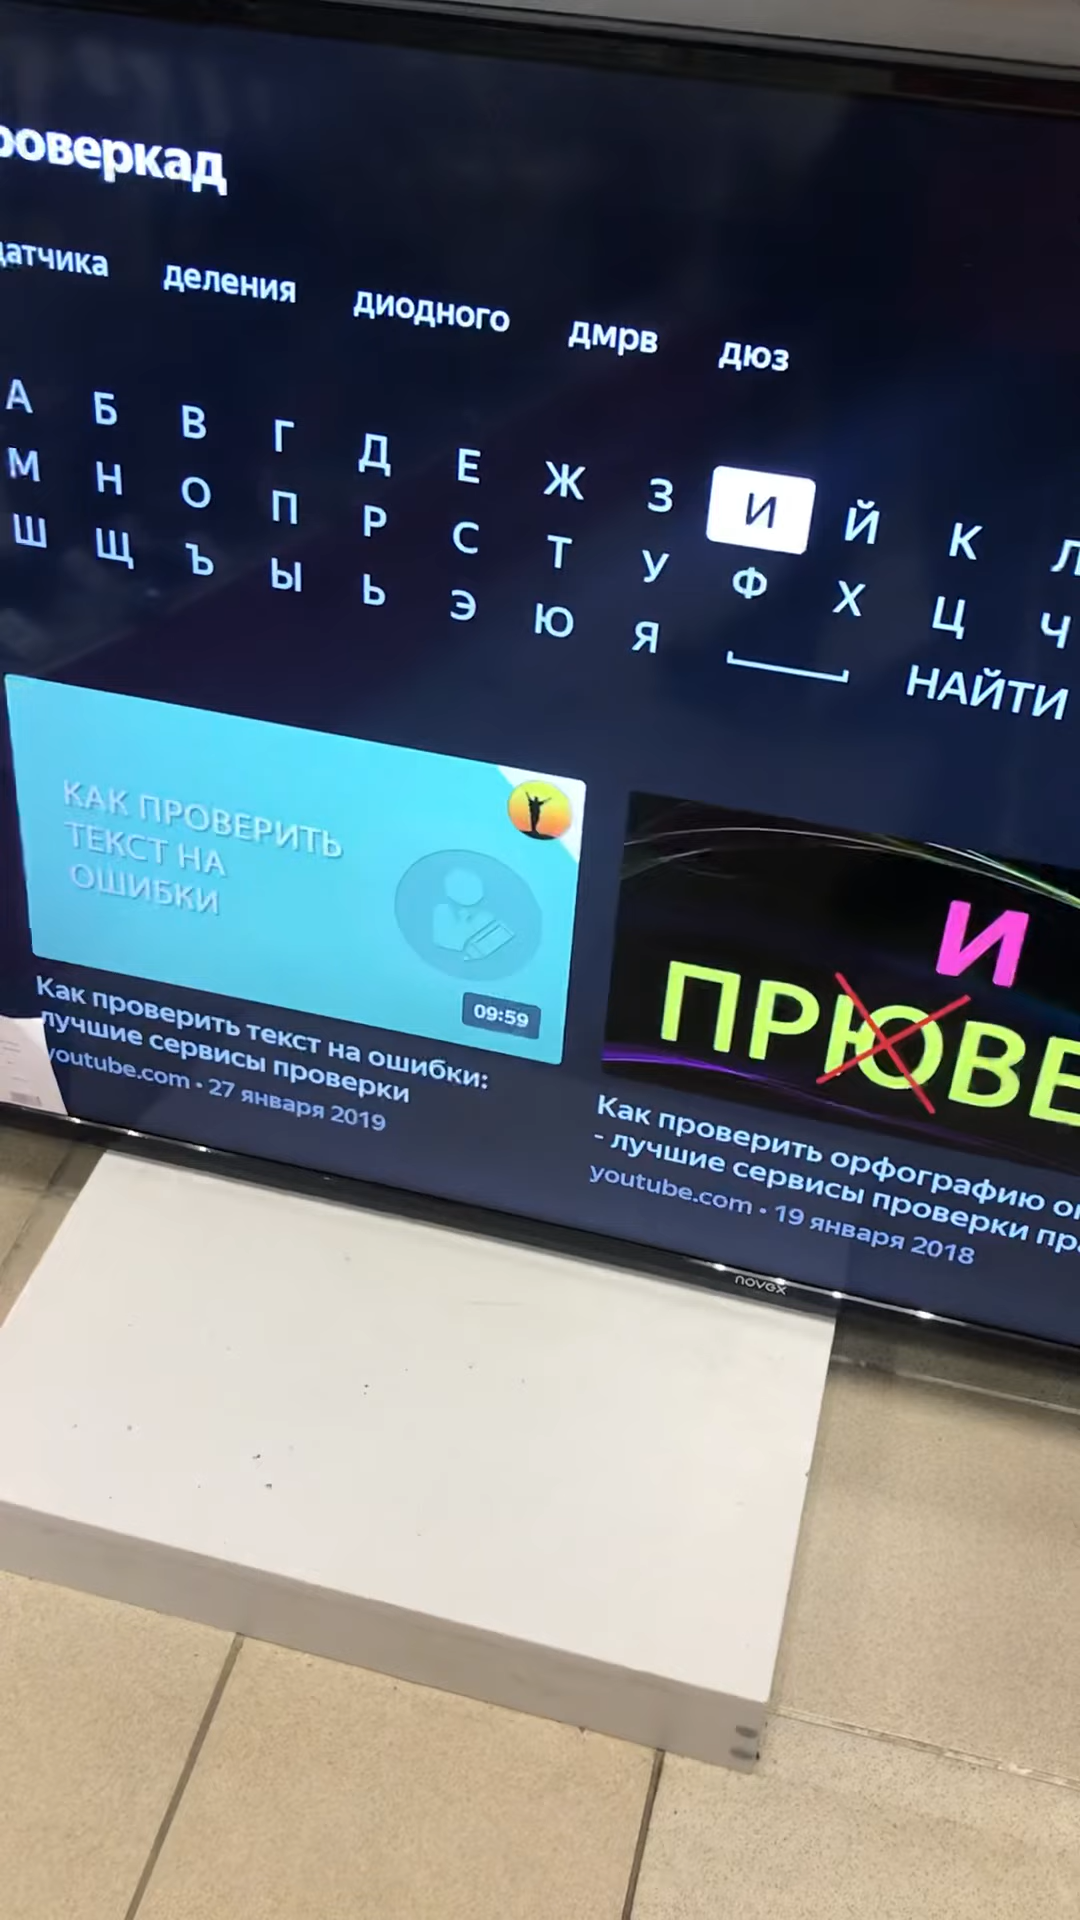 роверкад
датчика деления диодного дмрв дюз
А Б В Г Д Е Ж З И Й К Л
М Н О П Р С Т У Ф Х Ц Ч
Ш Щ Ъ Ы Ь Э Ю Я НАЙТИ
КАК ПРОВЕРИТЬ
ТЕКСТ НА
ОШИБКИ
09:59
Как проверить текст на ошибки:
лучшие сервисы проверки
youtube.com • 27 января 2019
И
ПРЮВЕ
Как проверить орфографию
- лучшие сервисы проверки
youtube.com • 19 января 2018
novex